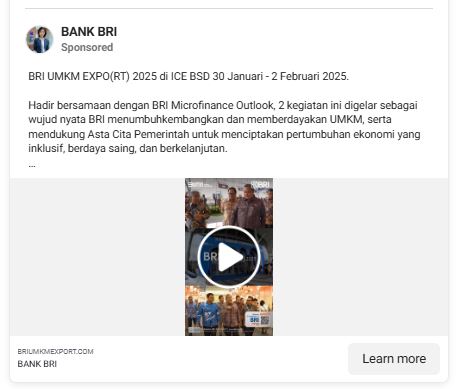 BANK BRI
Sponsored
BRI UMKM EXPO(RT) 2025 di ICE BSD 30 Januari - 2 Februari 2025.
Hadir bersamaan dengan BRI Microfinance Outlook, 2 kegiatan ini digelar sebagai
wujud nyata BRI menumbuhkembangkan dan memberdayakan UMKM, serta
mendukung Asta Cita Pemerintah untuk menciptakan pertumbuhan ekonomi yang
inklusif, berdaya saing, dan berkelanjutan.
...
BRI
BRI
BRIUMKMEXPORT.COM
BANK BRI
Learn more